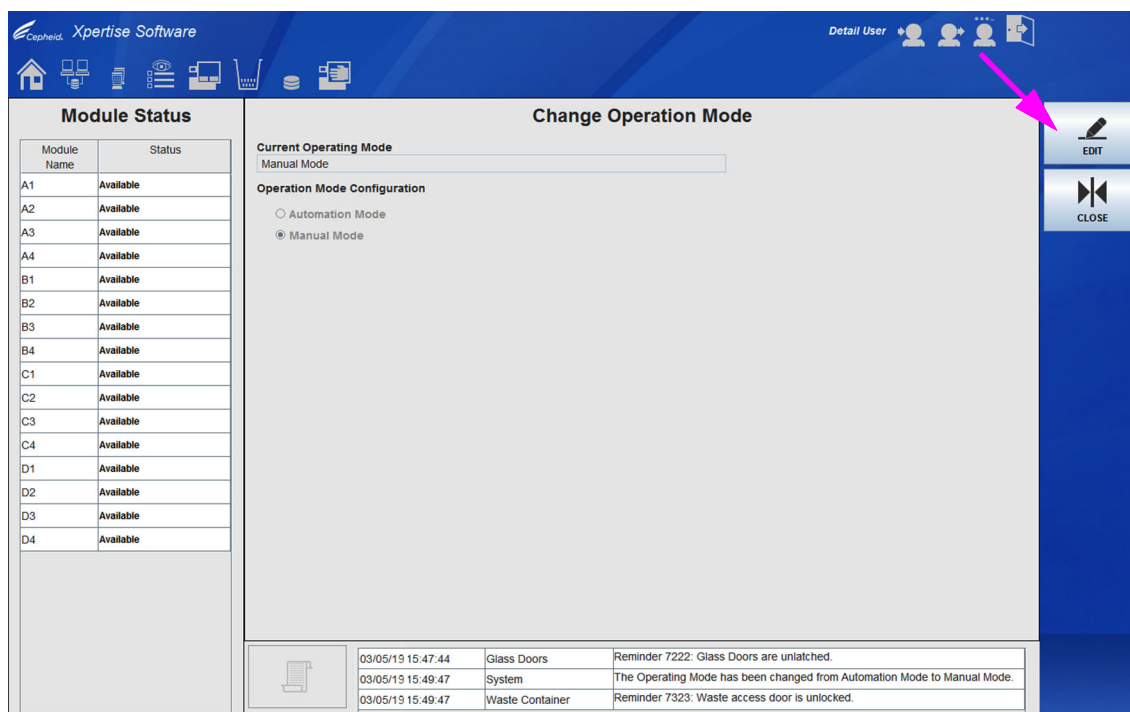 Cepheid. Xpertise Software
Detail User
Module Status
Change Operation Mode
EDIT
CLOSE
Module Name Status
A1 Available
A2 Available
A3 Available
A4 Available
B1 Available
B2 Available
B3 Available
B4 Available
C1 Available
C2 Available
C3 Available
C4 Available
D1 Available
D2 Available
D3 Available
D4 Available
Current Operating Mode
Manual Mode
Operation Mode Configuration
Automation Mode
Manual Mode
03/05/19 15:47:44 Glass Doors Reminder 7222: Glass Doors are unlatched.
03/05/19 15:49:47 System The Operating Mode has been changed from Automation Mode to Manual Mode.
03/05/19 15:49:47 Waste Container Reminder 7323: Waste access door is unlocked.